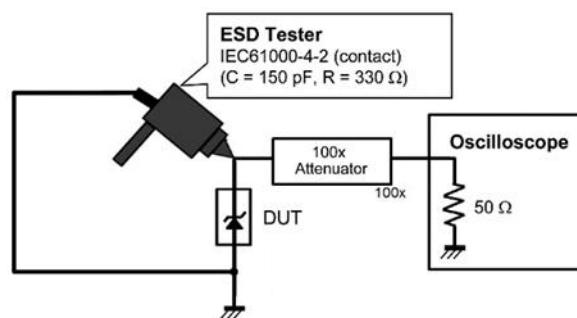 ESD Tester
IEC61000-4-2 (contact)
(C = 150 pF, R = 330 Ω)
100x
Attenuator
100x
Oscilloscope
50 Ω
DUT